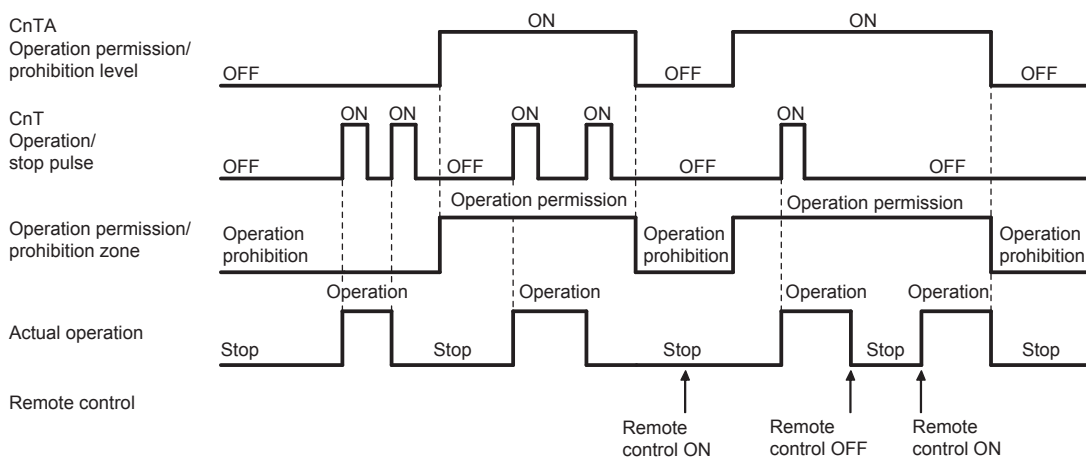 CnTA
Operation permission/
prohibition level
OFF
ON
OFF
ON
OFF
CnT
Operation/
stop pulse
OFF
ON
ON
OFF
ON
ON
OFF
ON
OFF
Operation permission/
prohibition zone
Operation
prohibition
Operation permission
Operation
prohibition
Operation permission
Operation
prohibition
Actual operation
Stop
Operation
Stop
Operation
Stop
Operation
Stop
Operation
Stop
Remote control
Remote
control ON
Remote
control OFF
Remote
control ON